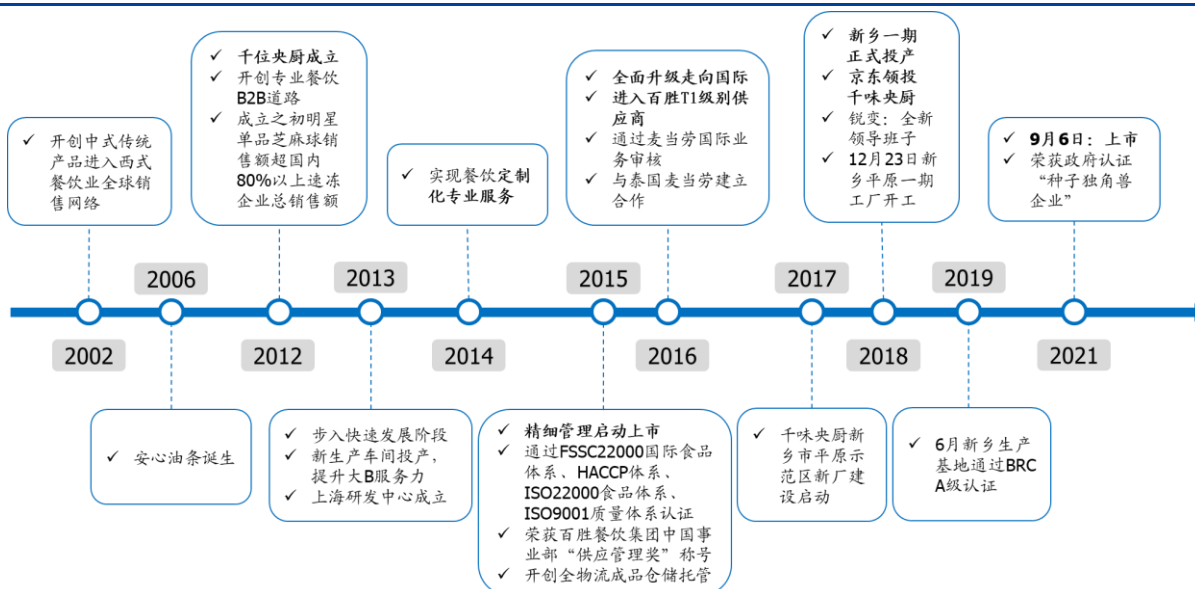 开创中式传统
产品进入西式
餐饮业全球销
售网络
2002
2006
安心油条诞生
千位央厨成立
开创专业餐饮
B2B道路
成立之初明星
单品芝麻球销
售额超国内
80%以上速冻
企业总销售额
2012
2013
步入快速发展阶段
新生产车间投产,
提升大B服务力
上海研发中心成立
实现餐饮定制
化专业服务
2014
2015
精细管理启动上市
通过FSSC22000国际食品
体系、HACCP体系、
ISO22000食品体系、
ISO9001质量体系认证
荣获百胜餐饮集团中国事
业部“供应管理奖”称号
开创全物流成品仓储托管
全面升级走向国际
进入百胜T1级别供
应商
通过麦当劳国际业
务审核
与泰国麦当劳建立
合作
2016
2017
千味央厨新
乡市平原示
范区新厂建
设启动
新乡一期
正式投产
京东领投
千味央厨
锐变：全新
领导班子
12月23日新
乡平原一期
工厂开工
2018
2019
6月新乡生产
基地通过BRC
A级认证
9月6日：上市
荣获政府认证
“种子独角兽
企业”
2021